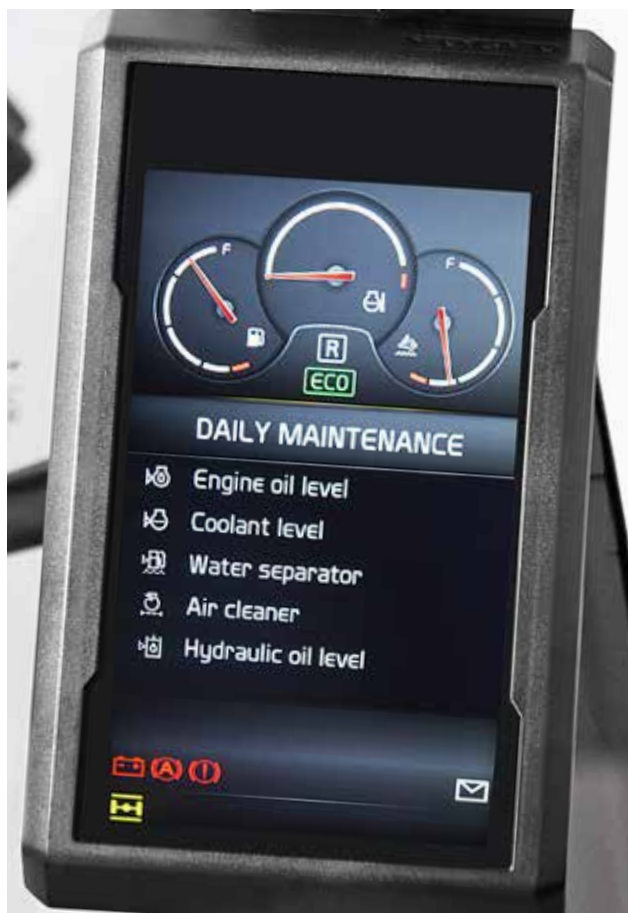 F
F
R
ECO
DAILY MAINTENANCE
Engine oil level
Coolant level
Water separator
Air cleaner
Hydraulic oil level
A